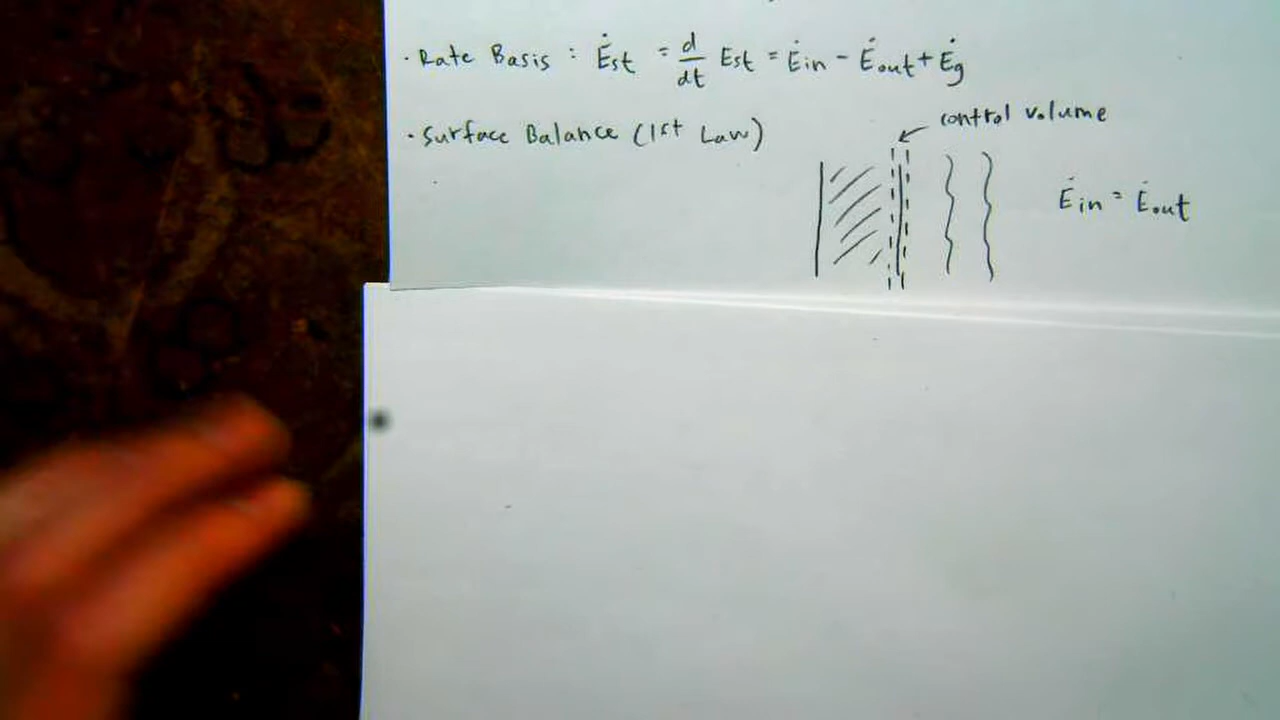 · Rate Basis : Ėst = d/dt Est = Ėin - Ėout + Ėg
control volume
· Surface Balance (1st Law)
Ėin = Ėout